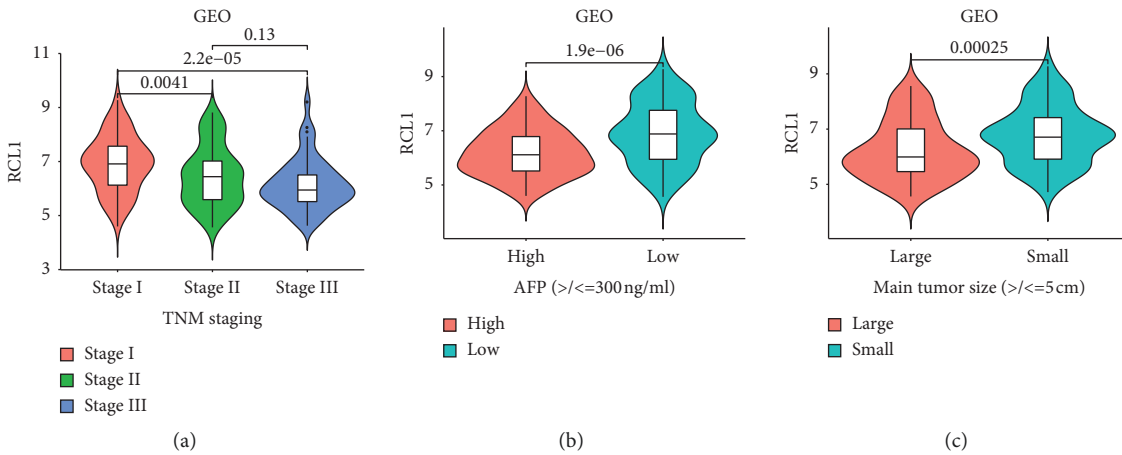 GEO
0.13
2.2e−05
0.0041
11
9
7
5
3
RCL1
Stage I Stage II Stage III
TNM staging
Stage I
Stage II
Stage III
(a)
GEO
1.9e−06
9
7
5
RCL1
High Low
AFP (>/<=300 ng/ml)
High
Low
(b)
GEO
0.00025
9
7
5
RCL1
Large Small
Main tumor size (>/<=5 cm)
Large
Small
(c)